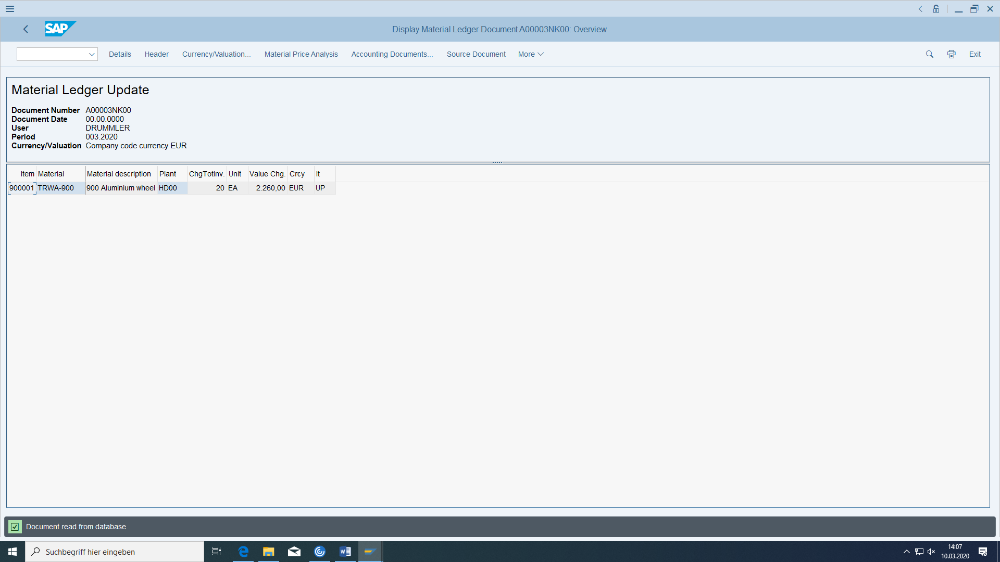 SAP
Display Material Ledger Document A00003NK00: Overview
Details Header Currency/Valuation... Material Price Analysis Accounting Documents... Source Document More Exit
Material Ledger Update
Document Number A00003NK00
Document Date 00.00.0000
User DRUMMLER
Period 003.2020
Currency/Valuation Company code currency EUR
Item Material Material description Plant ChgTotInv. Unit Value Chg. Crcy It
900001 TRWA-900 900 Aluminium wheel HD00 20 EA 2.260,00 EUR UP
Document read from database
Suchbegriff hier eingeben
14:07
10.03.2020